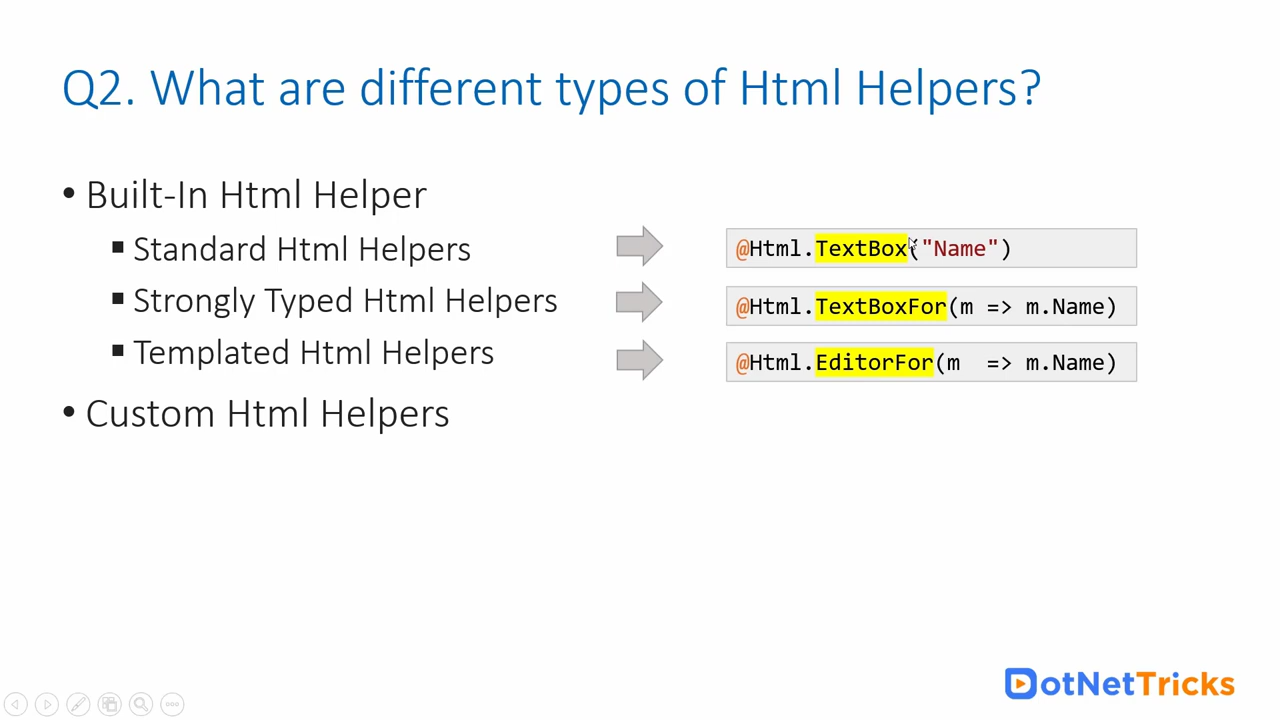 Q2. What are different types of Html Helpers?
• Built-In Html Helper
▪ Standard Html Helpers
@Html.TextBox("Name")
▪ Strongly Typed Html Helpers
@Html.TextBoxFor(m => m.Name)
▪ Templated Html Helpers
@Html.EditorFor(m  => m.Name)
• Custom Html Helpers
DotNetTricks